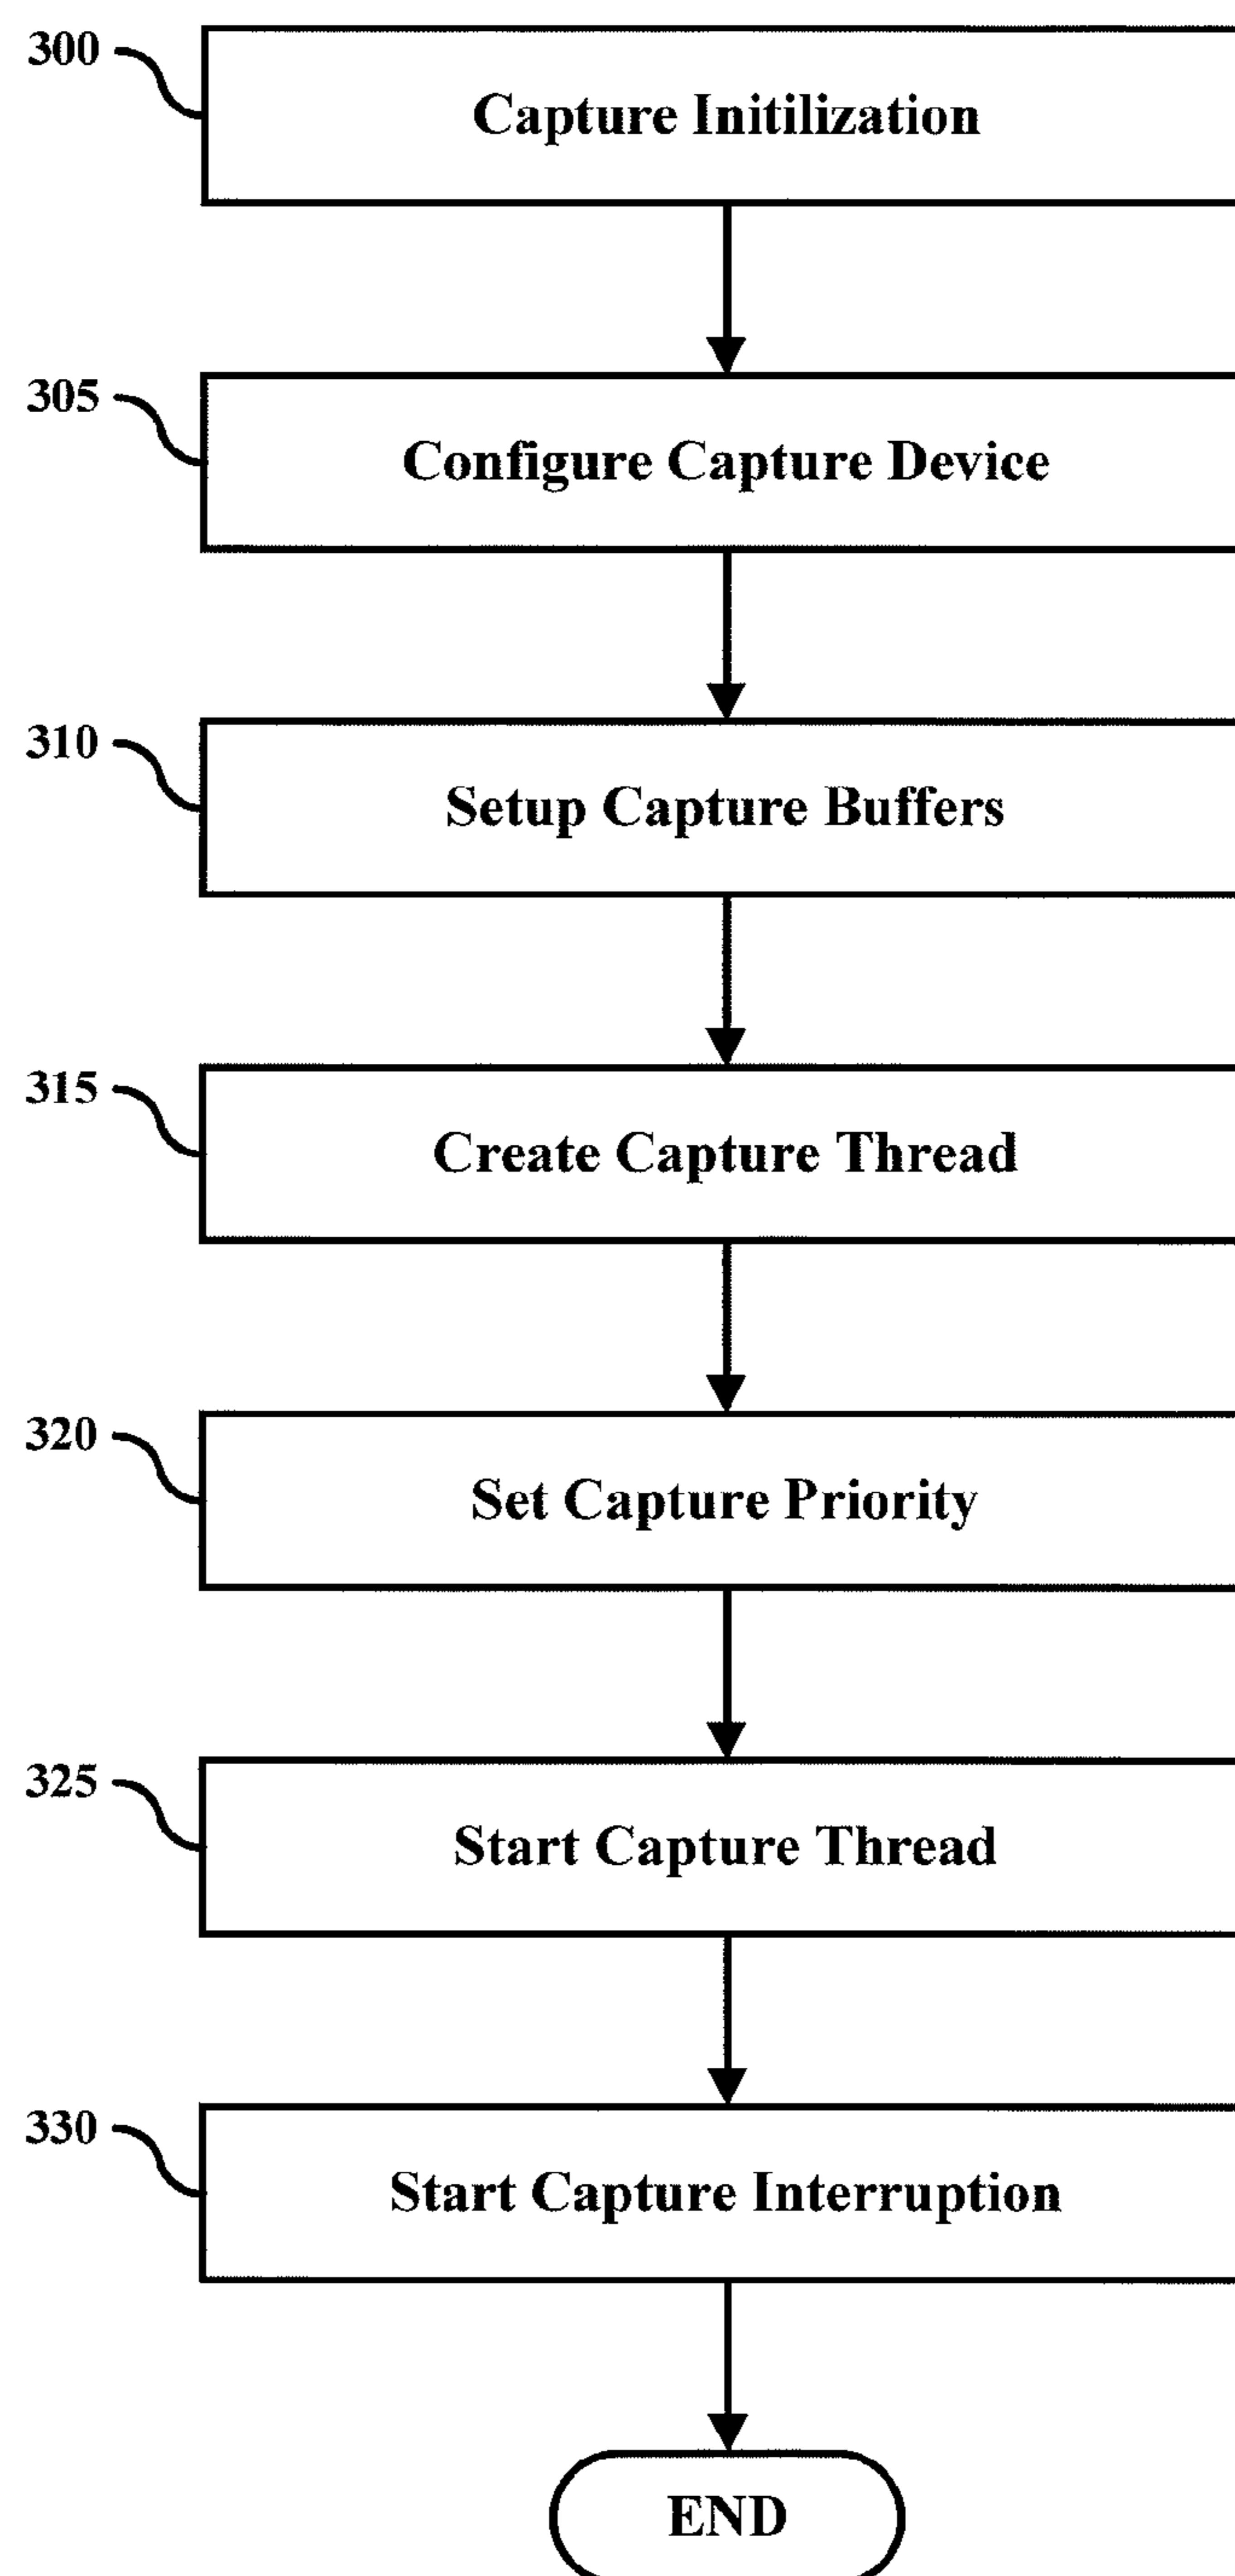 300
Capture Initilization
305
Configure Capture Device
310
Setup Capture Buffers
315
Create Capture Thread
320
Set Capture Priority
325
Start Capture Thread
330
Start Capture Interruption
END